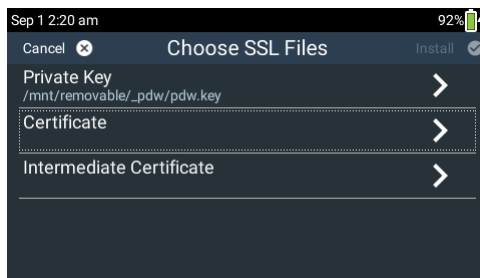 Sep 1 2:20 am 92%
Cancel Choose SSL Files Install
Private Key
/mnt/removable/_pdw/pdw.key
Certificate
Intermediate Certificate